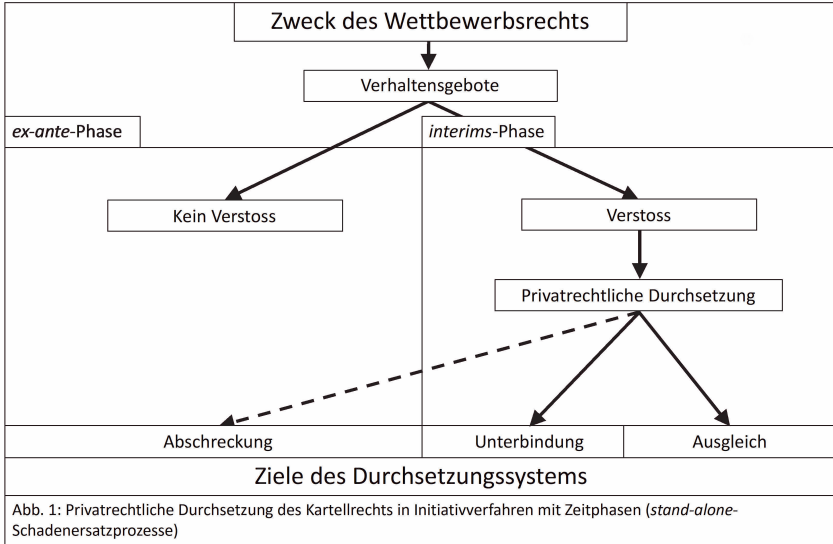 Zweck des Wettbewerbsrechts
Verhaltensgebote
ex-ante-Phase
interims-Phase
Kein Verstoss
Verstoss
Privatrechtliche Durchsetzung
Abschreckung
Unterbindung
Ausgleich
Ziele des Durchsetzungssystems
Abb. 1: Privatrechtliche Durchsetzung des Kartellrechts in Initiativverfahren mit Zeitphasen (stand-alone-
Schadenersatzprozesse)